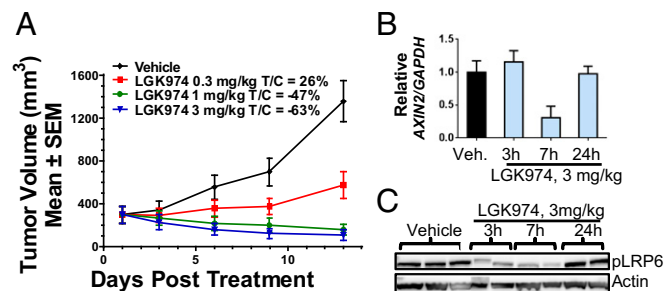 A
Tumor Volume (mm³)
Mean ± SEM
1600
1200
800
400
0
0
5
10
Days Post Treatment
Vehicle
LGK974 0.3 mg/kg T/C = 26%
LGK974 1 mg/kg T/C = -47%
LGK974 3 mg/kg T/C = -63%
B
Relative
AXIN2/GAPDH
1.5
1.0
0.5
0.0
Veh. 3h 7h 24h
LGK974, 3 mg/kg
C
LGK974, 3mg/kg
Vehicle 3h 7h 24h
pLRP6
Actin